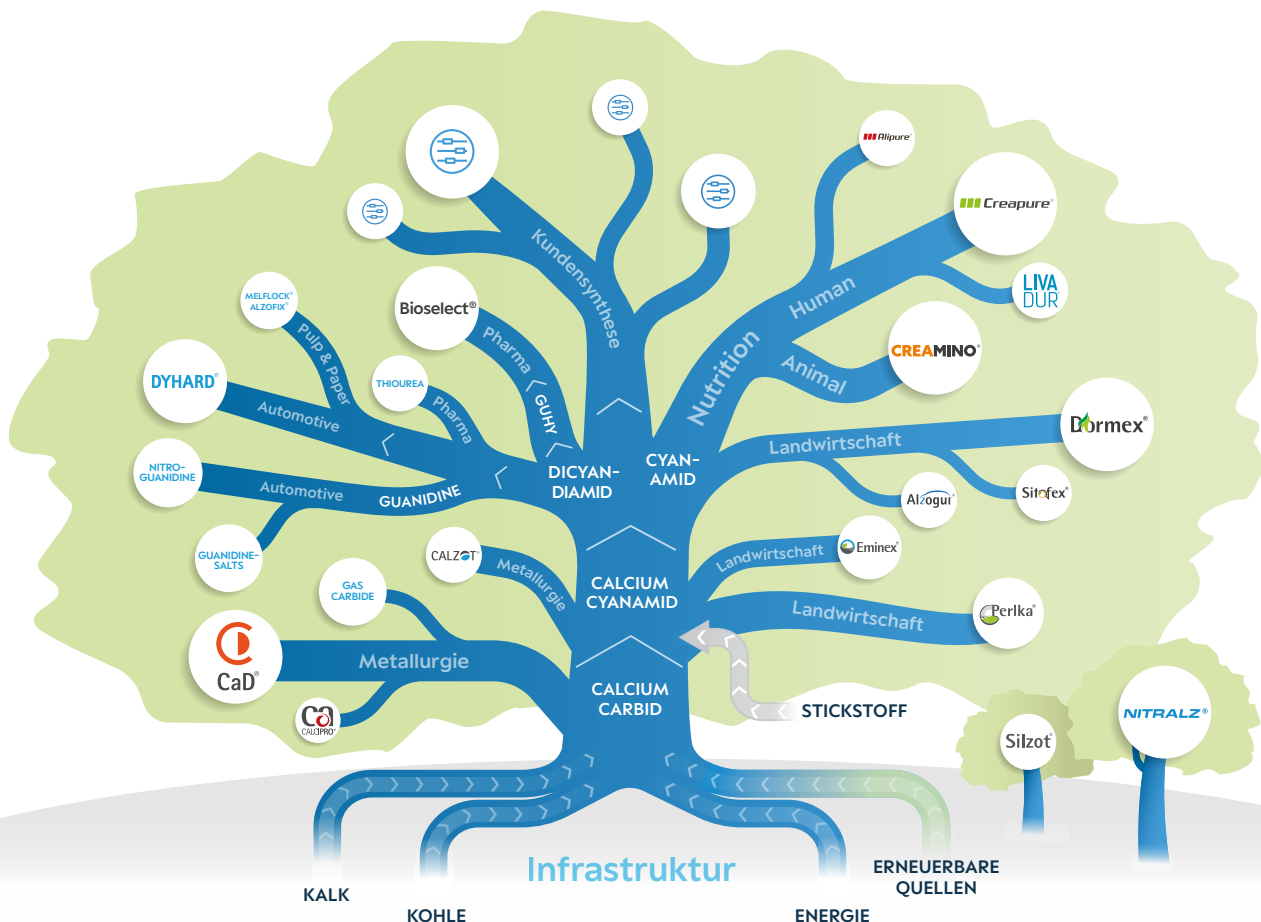 Alipure®
Creapure®
LIVA
DUR®
Kundensynthese
Human
Nutrition
Animal
CREAMINO®
MELFLOCK®
ALZOFIX®
Pulp & Paper
Bioselect®
Pharma
GUHY
DYHARD®
Automotive
THIOUREA
Pharma
Dormex®
Landwirtschaft
Alzogur®
Sitofex®
NITRO-
GUANIDINE
Automotive
GUANIDINE
DICYAN-
DIAMID
CYAN-
AMID
GUANIDINE-
SALTS
CALZOT®
Metallurgie
Landwirtschaft
Eminex®
GAS
CARBIDE
CALCIUM
CYANAMID
Landwirtschaft
Perlka®
CaD®
Metallurgie
CALCIPRO®
CALCIUM
CARBID
STICKSTOFF
Silzot®
NITRALZ®
Infrastruktur
KALK
KOHLE
ENERGIE
ERNEUERBARE
QUELLEN